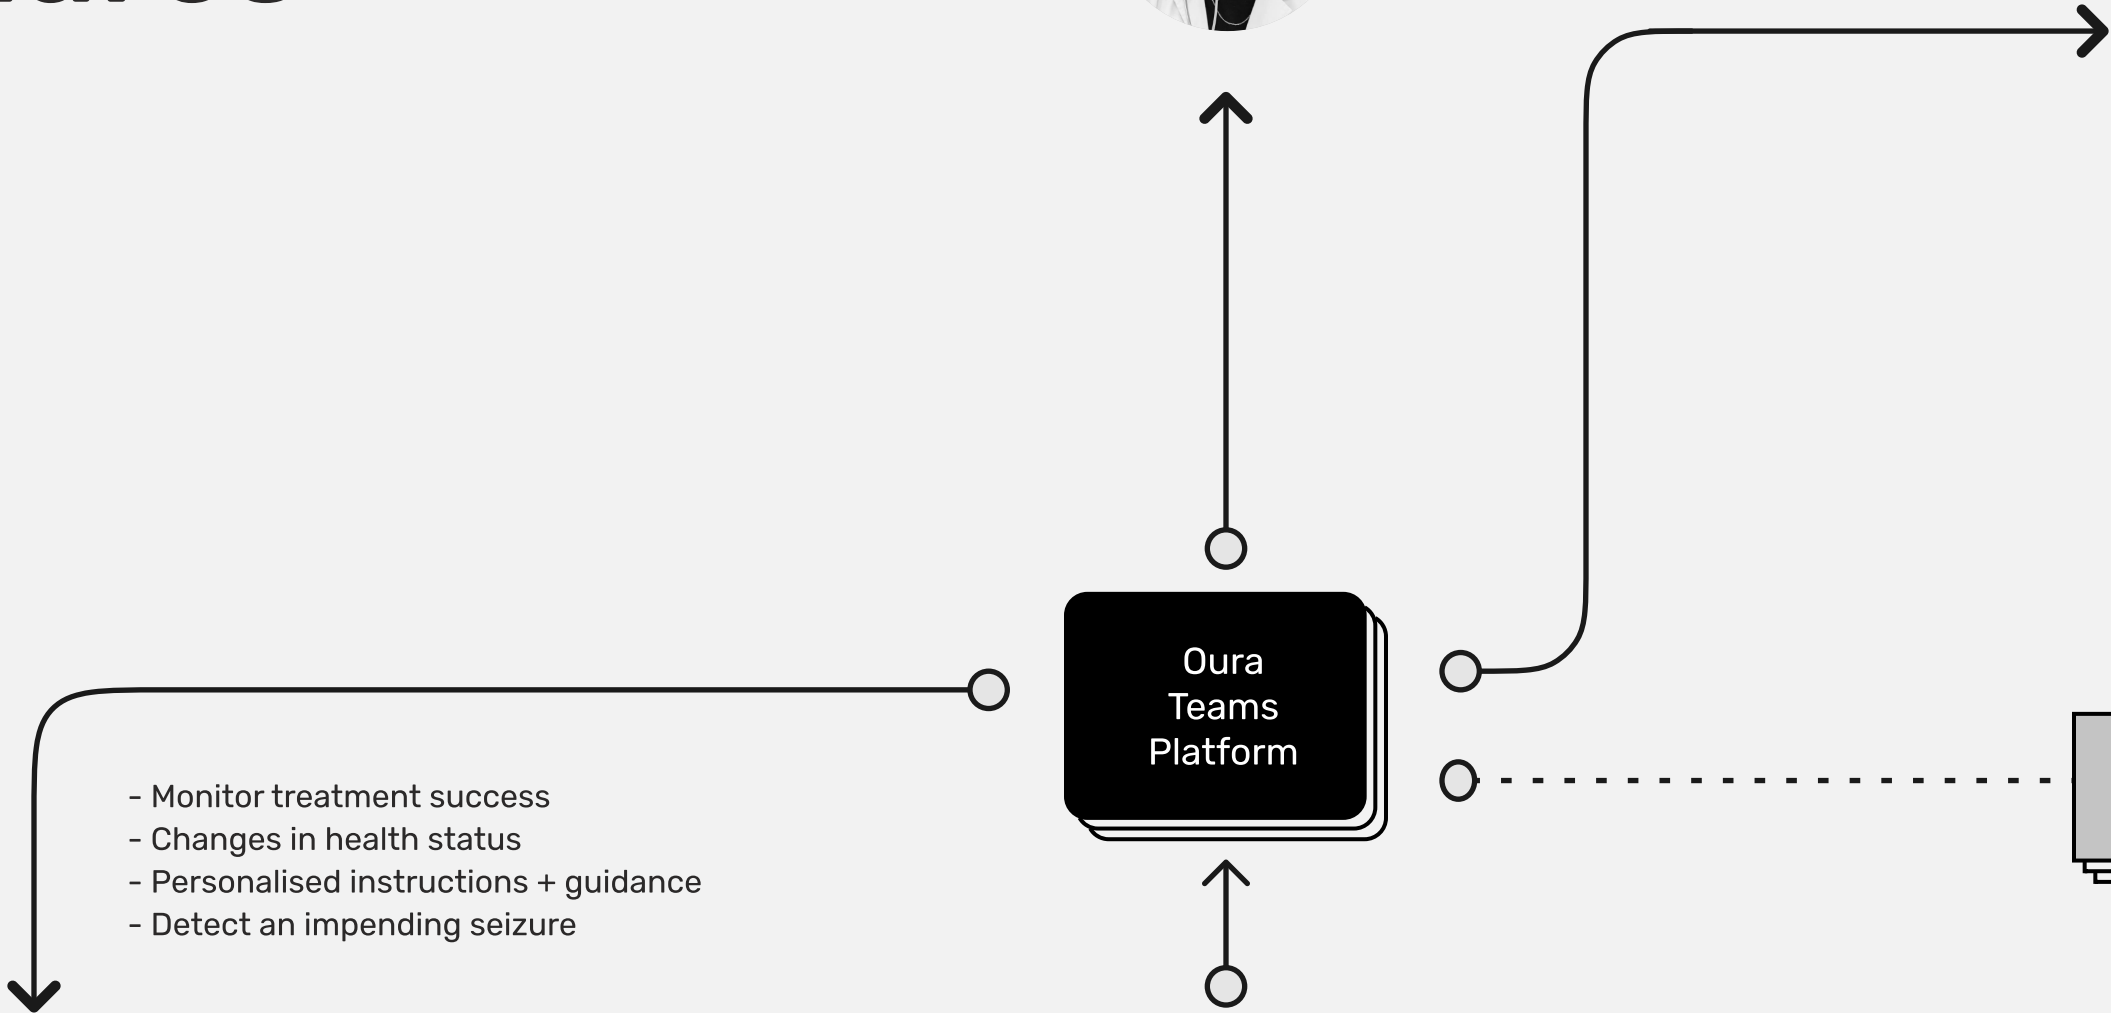 Oura
Teams
Platform
- Monitor treatment success
- Changes in health status
- Personalised instructions + guidance
- Detect an impending seizure